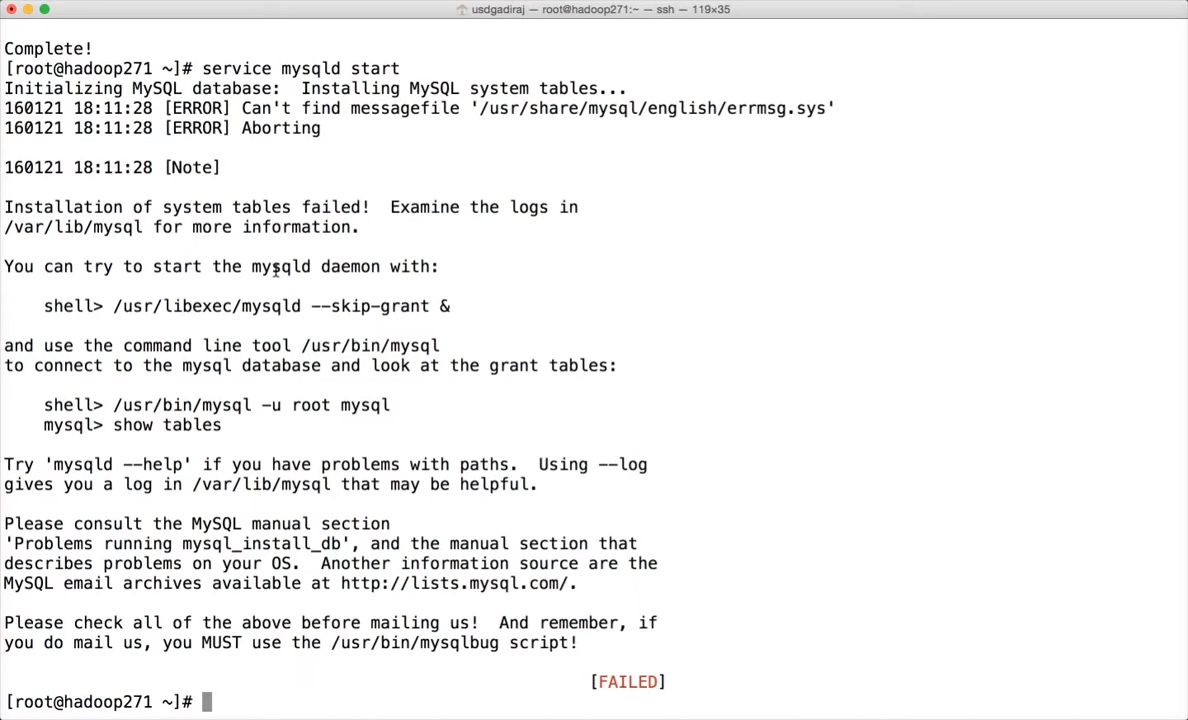 usdgadiraj — root@hadoop271:~ — ssh — 119×35
Complete!
[root@hadoop271 ~]# service mysqld start
Initializing MySQL database:  Installing MySQL system tables...
160121 18:11:28 [ERROR] Can't find messagefile '/usr/share/mysql/english/errmsg.sys'
160121 18:11:28 [ERROR] Aborting
160121 18:11:28 [Note]
Installation of system tables failed!  Examine the logs in
/var/lib/mysql for more information.
You can try to start the mysqld daemon with:
shell> /usr/libexec/mysqld --skip-grant &
and use the command line tool /usr/bin/mysql
to connect to the mysql database and look at the grant tables:
shell> /usr/bin/mysql -u root mysql
mysql> show tables
Try 'mysqld --help' if you have problems with paths.  Using --log
gives you a log in /var/lib/mysql that may be helpful.
Please consult the MySQL manual section
'Problems running mysql_install_db', and the manual section that
describes problems on your OS.  Another information source are the
MySQL email archives available at http://lists.mysql.com/.
Please check all of the above before mailing us!  And remember, if
you do mail us, you MUST use the /usr/bin/mysqlbug script!
[FAILED]
[root@hadoop271 ~]#